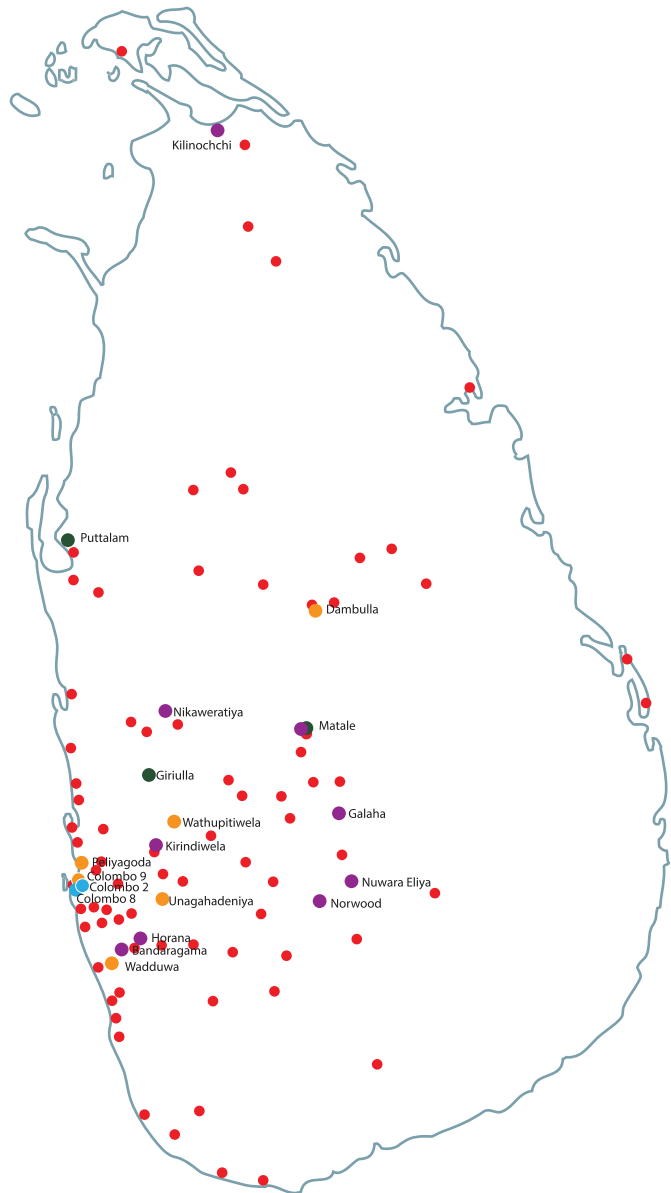 Kilinochchi
Puttalam
Dambulla
Nikaweratiya
Matale
Giriulla
Galaha
Wathupitiwela
Kirindiwela
Peliyagoda
Colombo 9
Colombo 2
Nuwara Eliya
Colombo 8
Unagahadeniya
Norwood
Horana
Bandaragama
Wadduwa